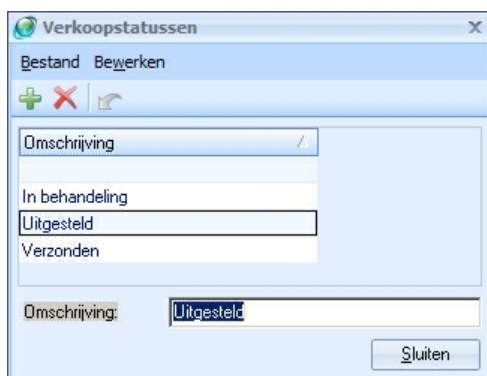 Verkoopstatussen
Bestand Bewerken
Omschrijving
In behandeling
Uitgesteld
Verzonden
Omschrijving: Uitgesteld
Sluiten